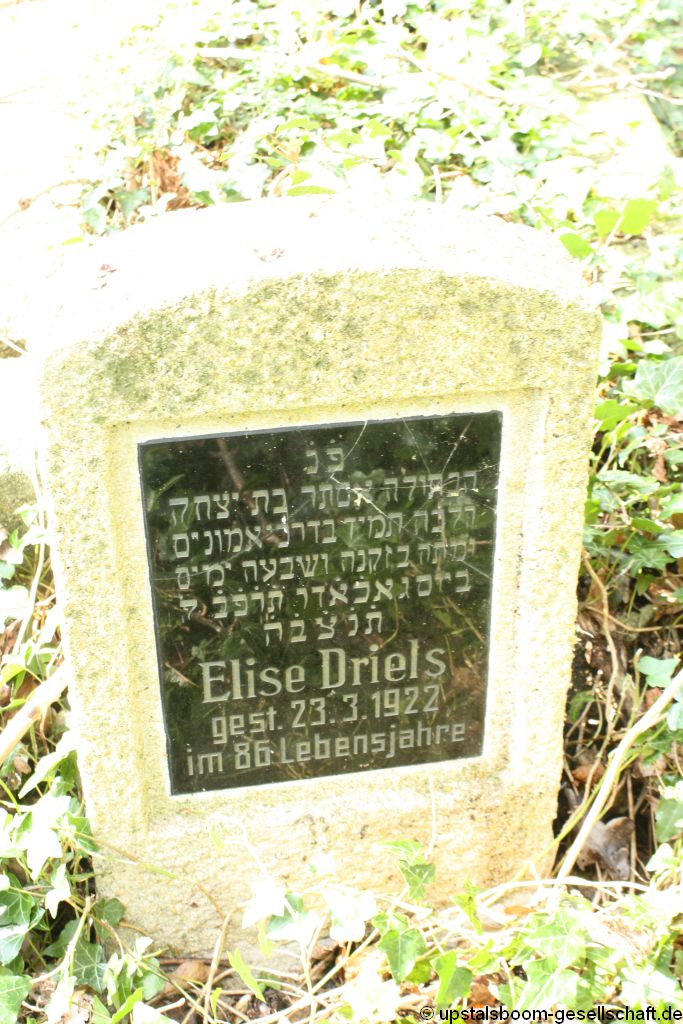 פ֗נ֗
הבתולה אסתר בת יצחק
הלכה תמיד בדרכי אמונים
ומתה בזקנה ושבעה ימים
תנצבה
Elise Driels
gest. 23.3.1922
im 86 Lebensjahre
© upstalsboom-gesellschaft.de